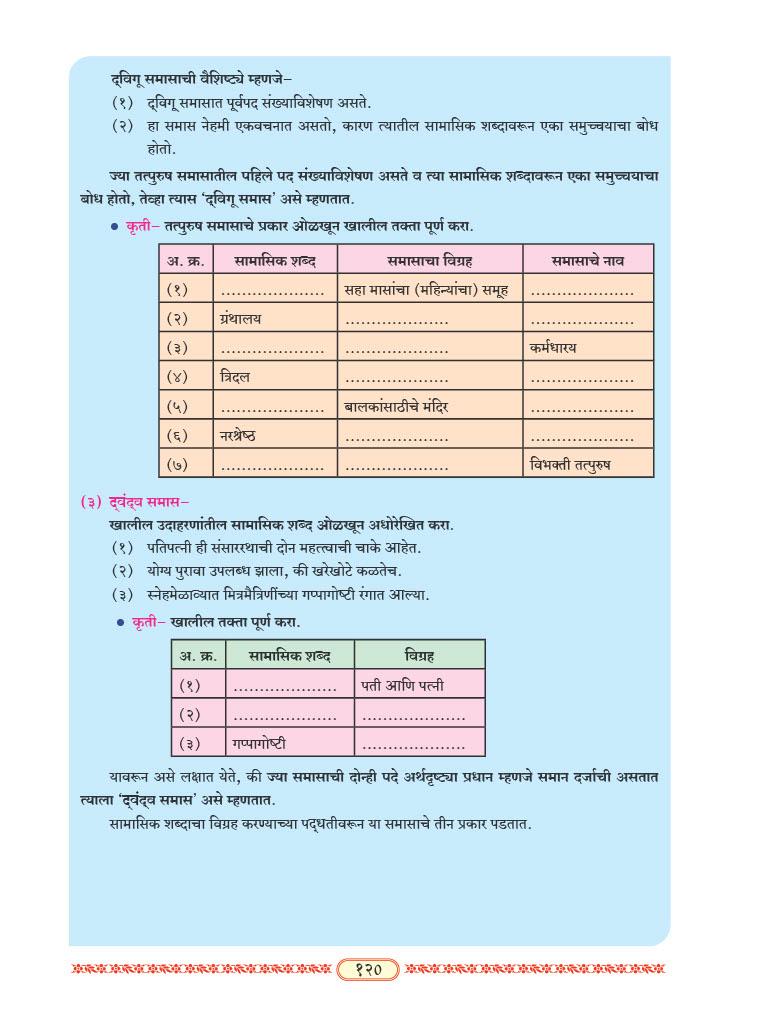 द्‌विगू समासाची वैशिष्ट्ये म्हणजे–
(१) द्‌विगू समासात पूर्वपद संख्याविशेषण असते.
(२) हा समास नेहमी एकवचनात असतो, कारण त्यातील सामासिक शब्दावरून एका समुच्चयाचा बोध
होतो.
ज्या तत्पुरुष समासातील पहिले पद संख्याविशेषण असते व त्या सामासिक शब्दावरून एका समुच्चयाचा
बोध होतो, तेव्हा त्यास ‘द्‌विगू समास’ असे म्हणतात.
● कृती– तत्पुरुष समासाचे प्रकार ओळखून खालील तक्ता पूर्ण करा.
अ. क्र. सामासिक शब्द समासाचा विग्रह समासाचे नाव
(१) .................... सहा मासांचा (महिन्यांचा) समूह ....................
(२) ग्रंथालय .................... ....................
(३) .................... .................... कर्मधारय
(४) त्रिदल .................... ....................
(५) .................... बालकांसाठीचे मंदिर ....................
(६) नरश्रेष्ठ .................... ....................
(७) .................... .................... विभक्ती तत्पुरुष
(३) द्‌वंद्‌व समास–
खालील उदाहरणांतील सामासिक शब्द ओळखून अधोरेखित करा.
(१) पतिपत्नी ही संसाररथाची दोन महत्त्वाची चाके आहेत.
(२) योग्य पुरावा उपलब्ध झाला, की खरेखोटे कळतेच.
(३) स्नेहमेळाव्यात मित्रमैत्रिणींच्या गप्पागोष्टी रंगात आल्या.
● कृती– खालील तक्ता पूर्ण करा.
अ. क्र. सामासिक शब्द विग्रह
(१) .................... पती आणि पत्नी
(२) .................... ....................
(३) गप्पागोष्टी ....................
यावरून असे लक्षात येते, की ज्या समासाची दोन्ही पदे अर्थदृष्ट्या प्रधान म्हणजे समान दर्जाची असतात
त्याला ‘द्‌वंद्‌व समास’ असे म्हणतात.
सामासिक शब्दाचा विग्रह करण्याच्या पद्धतीवरून या समासाचे तीन प्रकार पडतात.
१२०